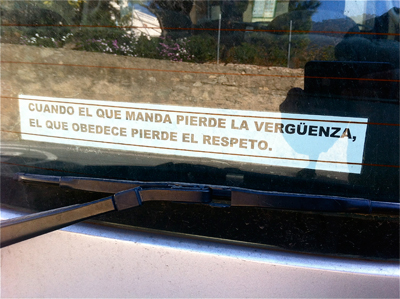 CUANDO EL QUE MANDA PIERDE LA VERGÜENZA,
EL QUE OBEDECE PIERDE EL RESPETO.